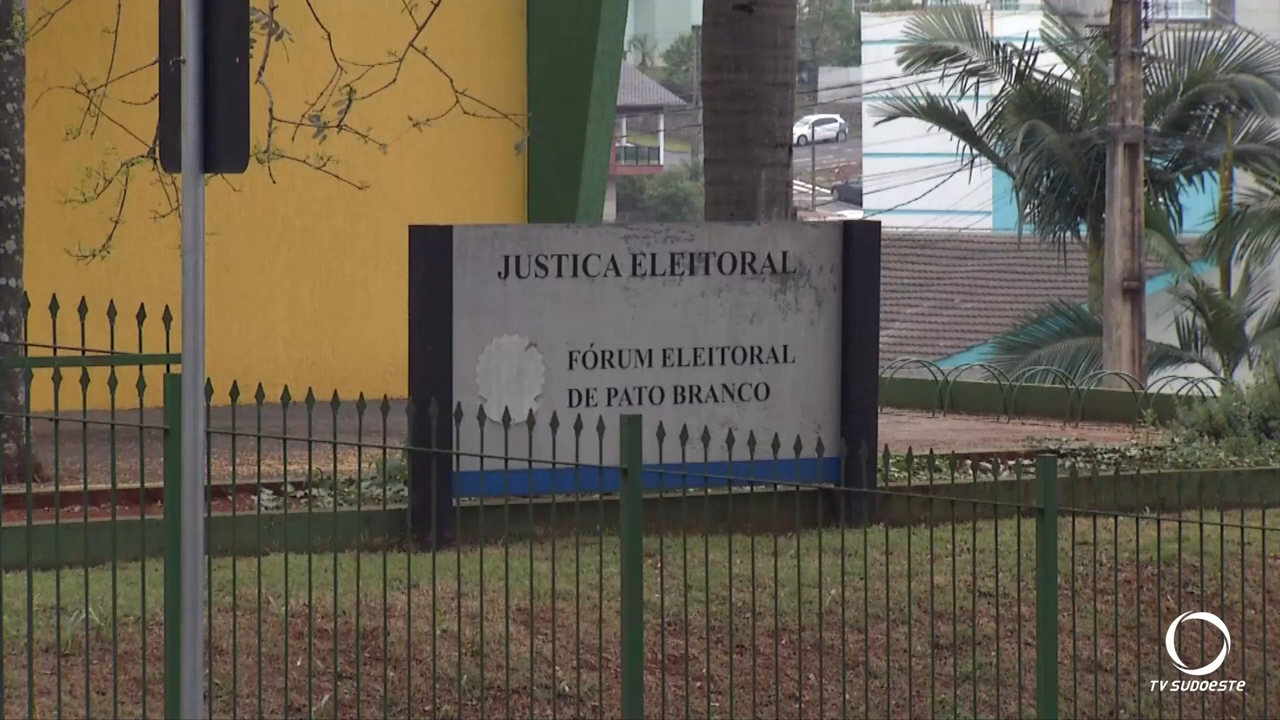 JUSTICA ELEITORAL
FÓRUM ELEITORAL
DE PATO BRANCO
TV SUDOESTE